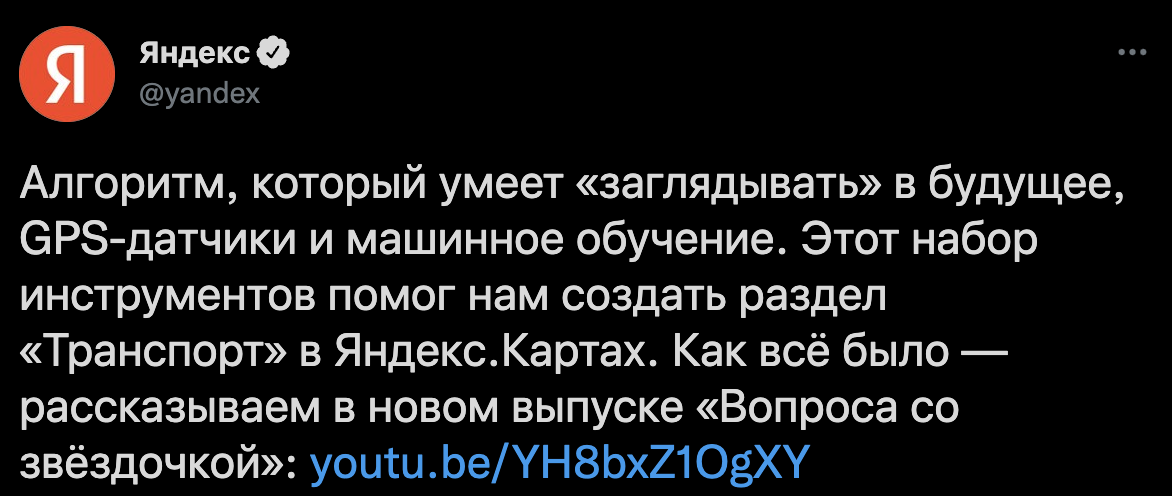 Я
Яндекс
@yandex
Алгоритм, который умеет «заглядывать» в будущее,
GPS-датчики и машинное обучение. Этот набор
инструментов помог нам создать раздел
«Транспорт» в Яндекс.Картах. Как всё было —
рассказываем в новом выпуске «Вопроса со
звёздочкой»: youtu.be/YH8bxZ1OgXY